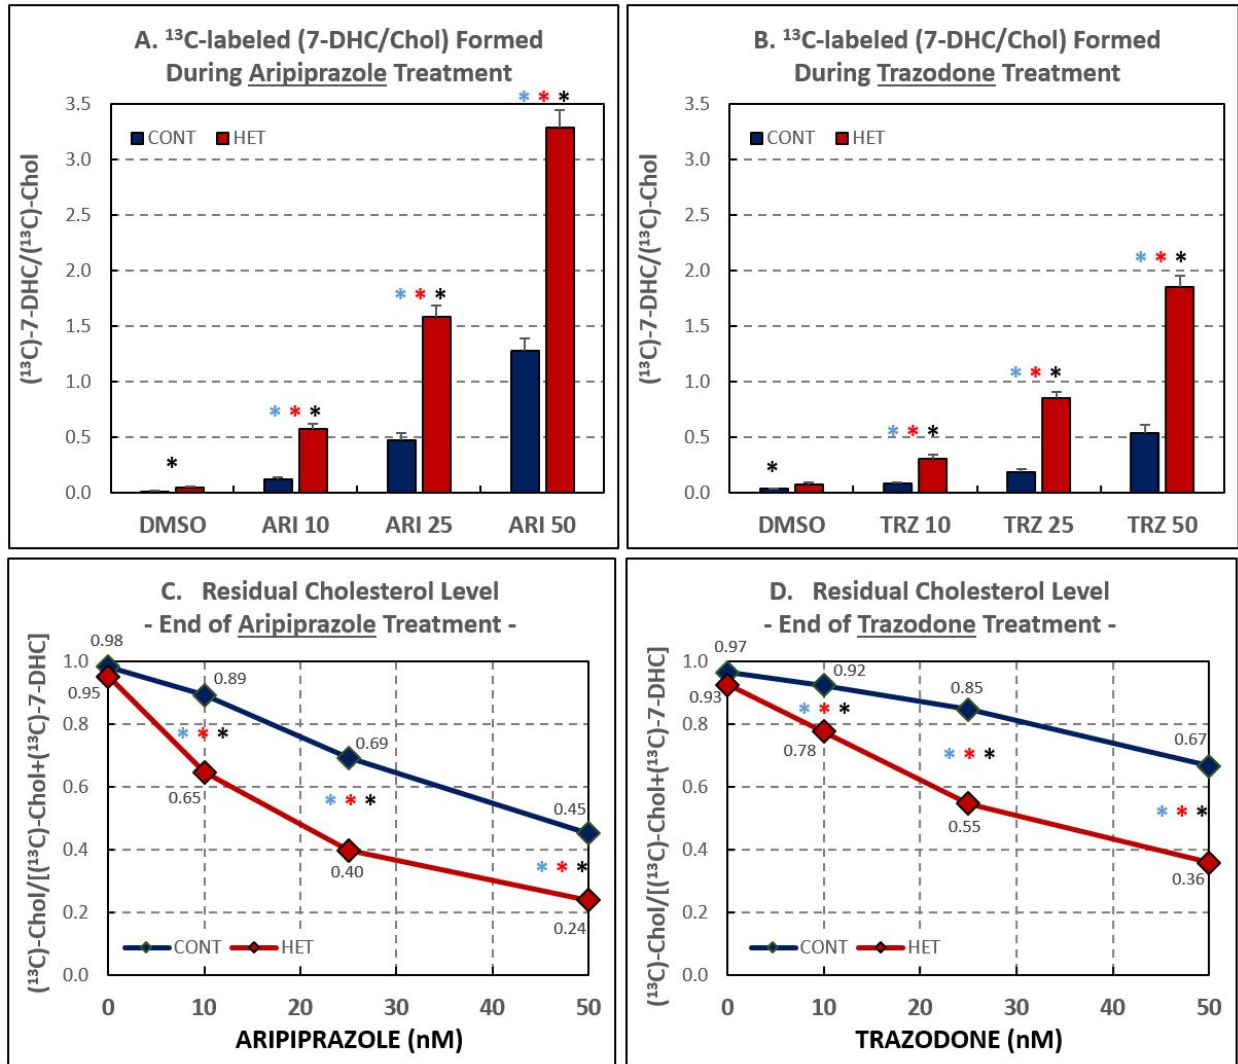 A. ¹³C-labeled (7-DHC/Chol) Formed
During Aripiprazole Treatment
* * *
3.5
CONT HET
3.0
2.5
2.0
* * *
1.5
1.0
* * *
0.5
*
0.0
(¹³C)-7-DHC/(¹³C)-Chol
DMSO ARI 10 ARI 25 ARI 50
B. ¹³C-labeled (7-DHC/Chol) Formed
During Trazodone Treatment
3.5
CONT HET
3.0
2.5
* * *
2.0
1.5
* * *
1.0
* * *
0.5
*
0.0
(¹³C)-7-DHC/(¹³C)-Chol
DMSO TRZ 10 TRZ 25 TRZ 50
C. Residual Cholesterol Level
- End of Aripiprazole Treatment -
0.98
1.0
0.95 0.89
0.8
* * *
0.69
0.65
0.6
* * *
0.45
0.4
0.40
* * *
0.24
0.2
CONT HET
0.0
(¹³C)-Chol/[(¹³C)-Chol+(¹³C)-7-DHC]
0 10 20 30 40 50
ARIPIPRAZOLE (nM)
D. Residual Cholesterol Level
- End of Trazodone Treatment -
0.97
1.0
0.93 0.92
0.85
0.8
* * *
0.78
* * *
0.67
0.6
0.55
* * *
0.4
0.36
0.2
CONT HET
0.0
(¹³C)-Chol/[(¹³C)-Chol+(¹³C)-7-DHC]
0 10 20 30 40 50
TRAZODONE (nM)